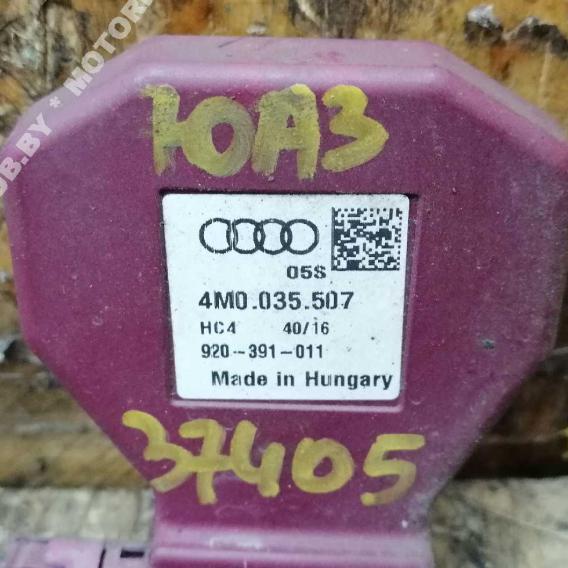 ЮАЗ
05S
4M0.035.507
HC4 40/16
920-391-011
Made in Hungary
37405